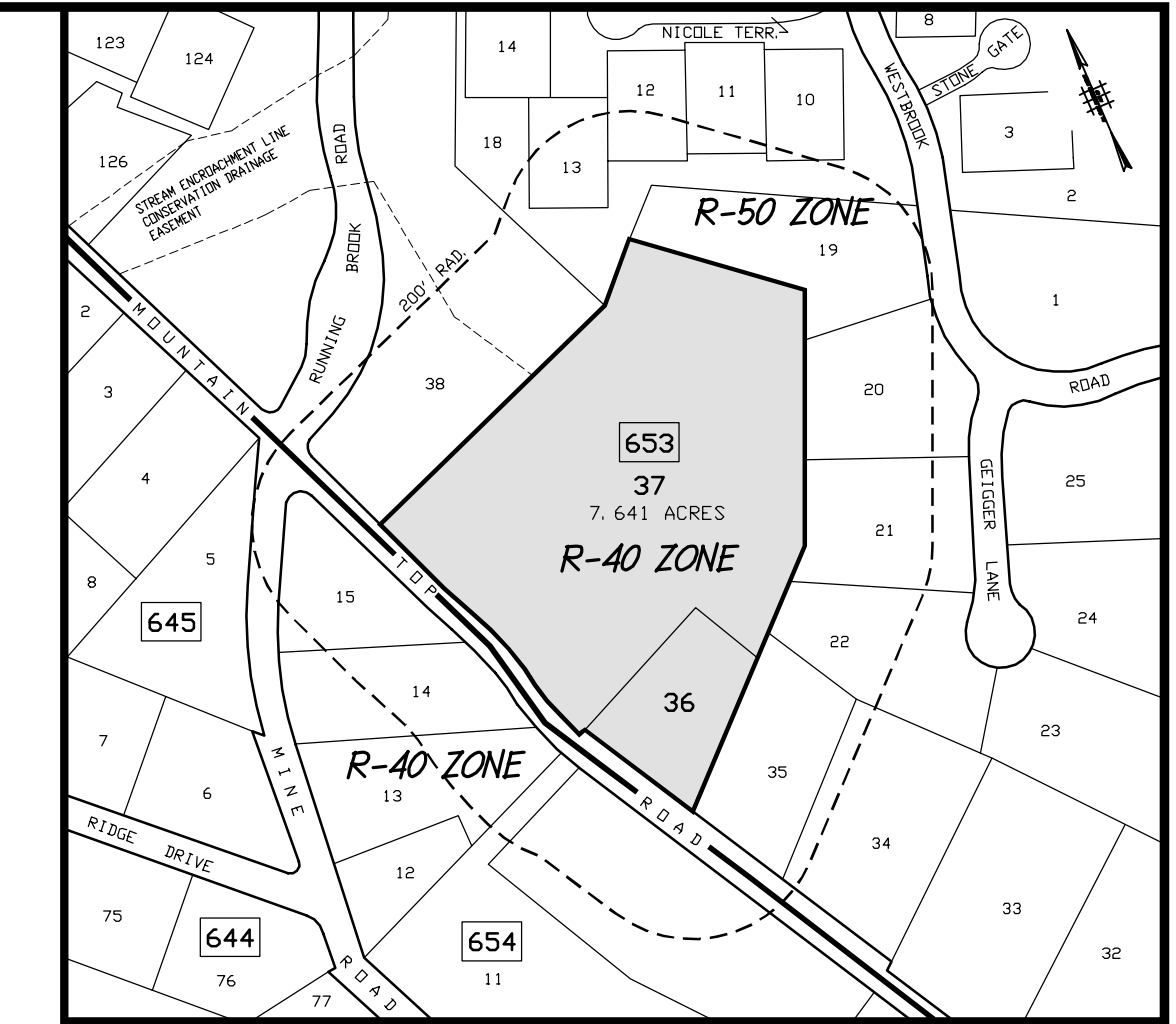 123
124
14
NICOLE TERR.
8
STONE GATE
WESTBROOK
12
11
10
3
126
18
13
2
STREAM ENCROACHMENT LINE
CONSERVATION DRAINAGE
EASEMENT
RUNNING BROOK ROAD
R-50 ZONE
19
200' RAD.
1
2
MOUNTAIN TOP ROAD
3
38
20
ROAD
653
37
7.641 ACRES
R-40 ZONE
4
21
25
GEIGGER LANE
5
8
645
15
22
24
14
36
23
7
R-40 ZONE
13
35
MINE ROAD
6
RIDGE DRIVE
12
34
75
644
76
77
654
11
33
32